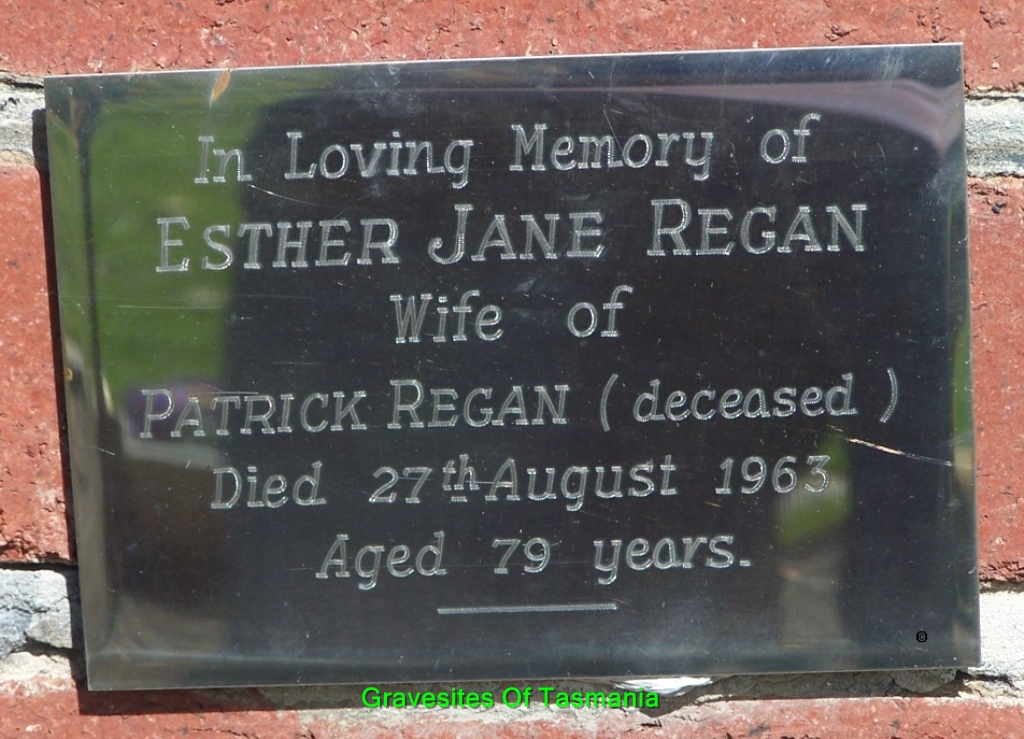 In Loving Memory of
ESTHER JANE REGAN
Wife of
PATRICK REGAN (deceased)
Died 27th August 1963
Aged 79 years.
©
Gravesites Of Tasmania